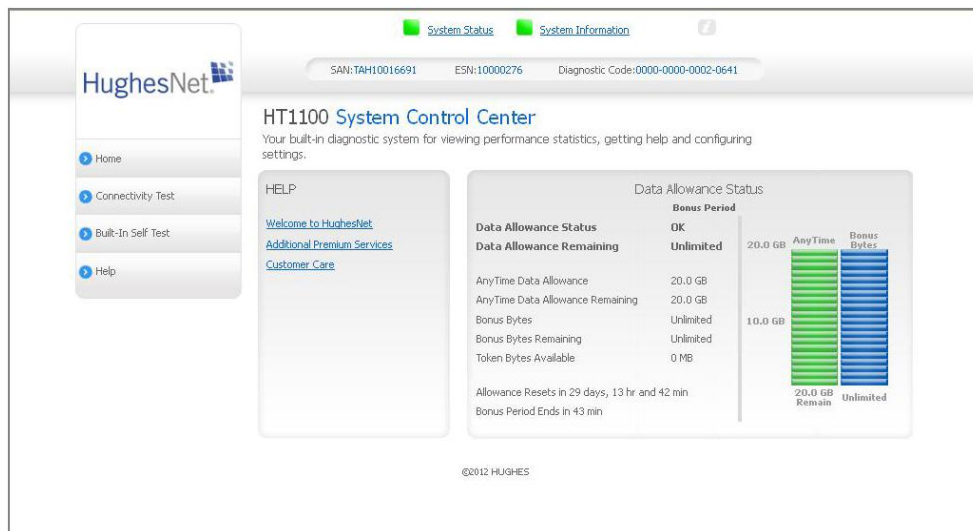 System Status
System Information
i
HughesNet.
SAN:TAH10016691
ESN:10000276
Diagnostic Code:0000-0000-0002-0641
HT1100 System Control Center
Your built-in diagnostic system for viewing performance statistics, getting help and configuring
settings.
Home
Connectivity Test
Built-In Self Test
Help
HELP
Welcome to HughesNet
Additional Premium Services
Customer Care
Data Allowance Status
Bonus Period
Data Allowance Status OK
Data Allowance Remaining Unlimited
AnyTime Data Allowance 20.0 GB
AnyTime Data Allowance Remaining 20.0 GB
Bonus Bytes Unlimited
Bonus Bytes Remaining Unlimited
Token Bytes Available 0 MB
Allowance Resets in 29 days, 13 hr and 42 min
Bonus Period Ends in 43 min
20.0 GB
10.0 GB
AnyTime
Bonus
Bytes
20.0 GB
Remain
Unlimited
©2012 HUGHES